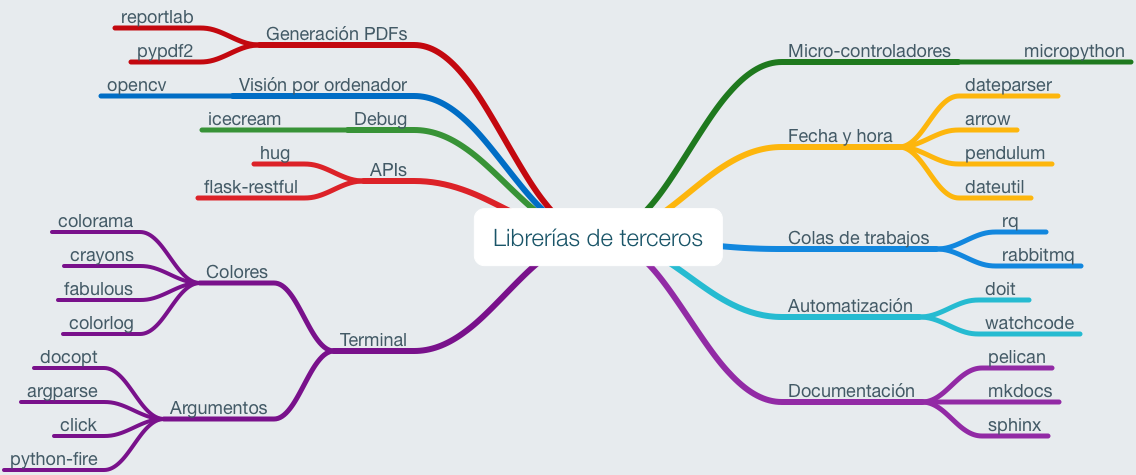 Librerías de terceros
Generación PDFs
reportlab
pypdf2
Visión por ordenador
opencv
Debug
icecream
APIs
hug
flask-restful
Terminal
Colores
colorama
crayons
fabulous
colorlog
Argumentos
docopt
argparse
click
python-fire
Micro-controladores
micropython
Fecha y hora
dateparser
arrow
pendulum
dateutil
Colas de trabajos
rq
rabbitmq
Automatización
doit
watchcode
Documentación
pelican
mkdocs
sphinx